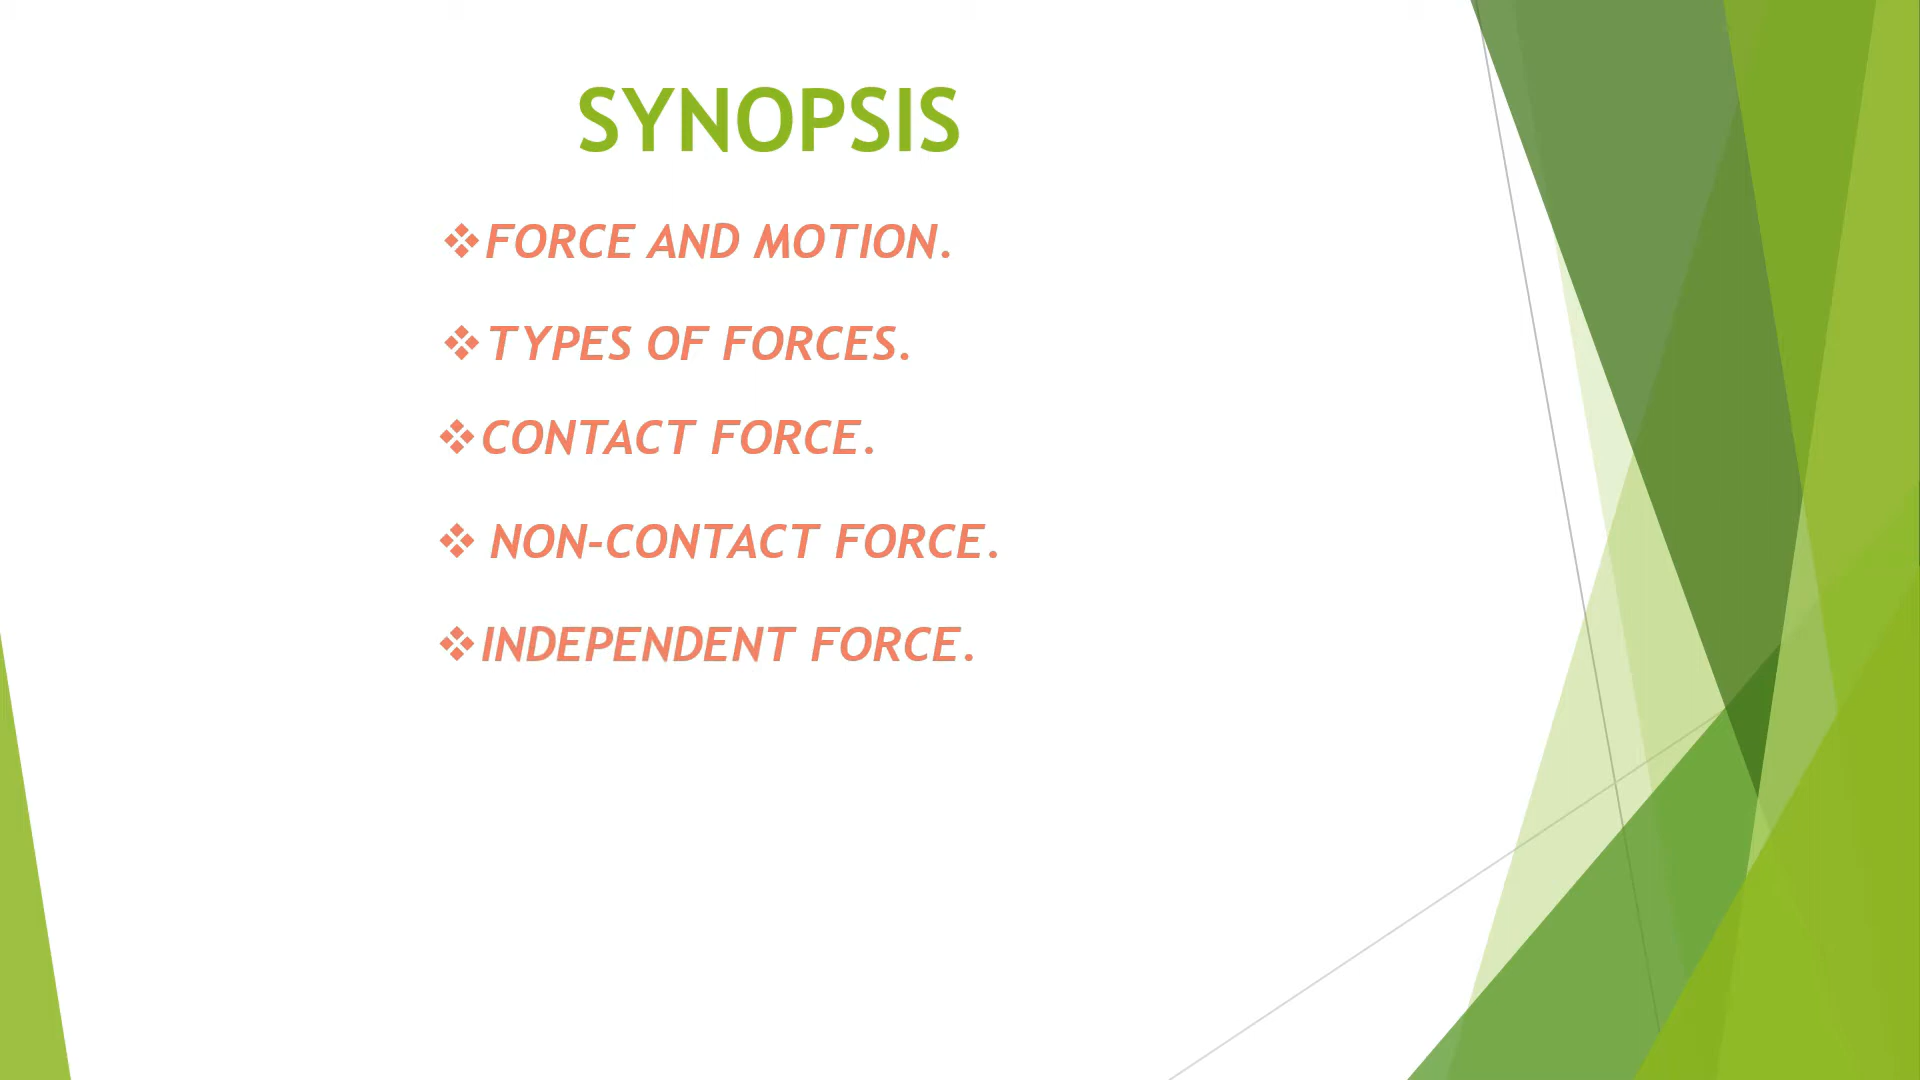 SYNOPSIS
❖FORCE AND MOTION.
❖TYPES OF FORCES.
❖CONTACT FORCE.
❖ NON-CONTACT FORCE.
❖INDEPENDENT FORCE.